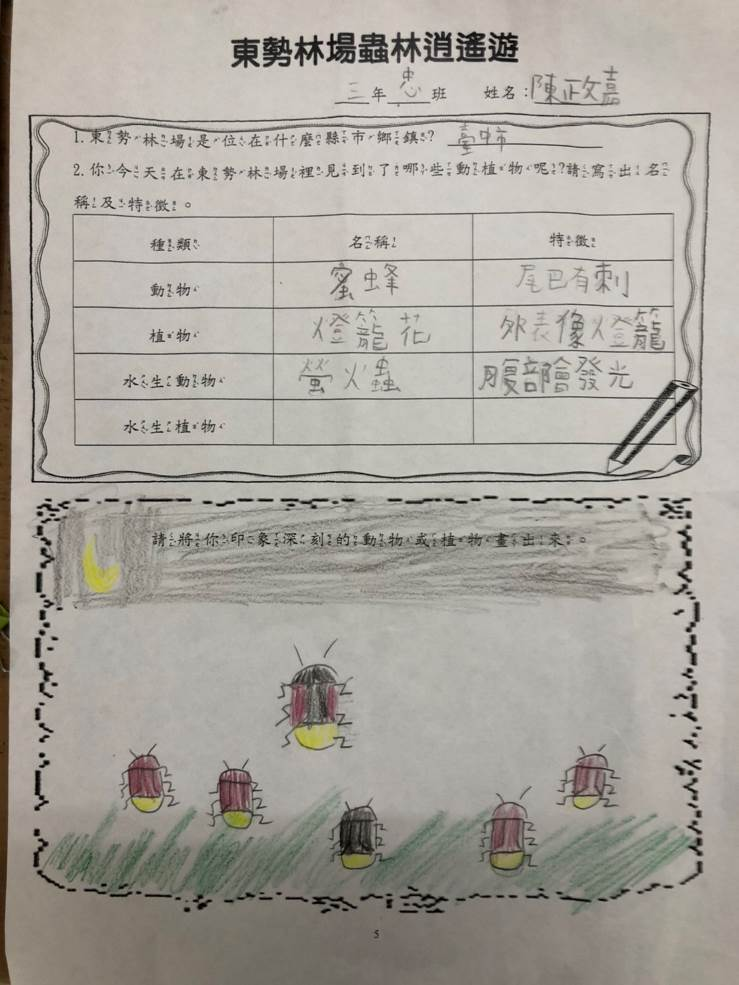 東勢林場蟲林逍遙遊
三年忠班 姓名：陳政嘉
1.東勢林場是位在什麼縣市鄉鎮？ 臺中市
2.你今天在東勢林場裡見到了哪些動植物呢？請寫出名
稱及特徵。
種類 名稱 特徵
動物 蜜蜂 尾巴有刺
植物 燈籠花 外表像燈籠
水生動物 螢火蟲 腹部會發光
水生植物
請將你印象深刻的動物或植物畫出來。
5